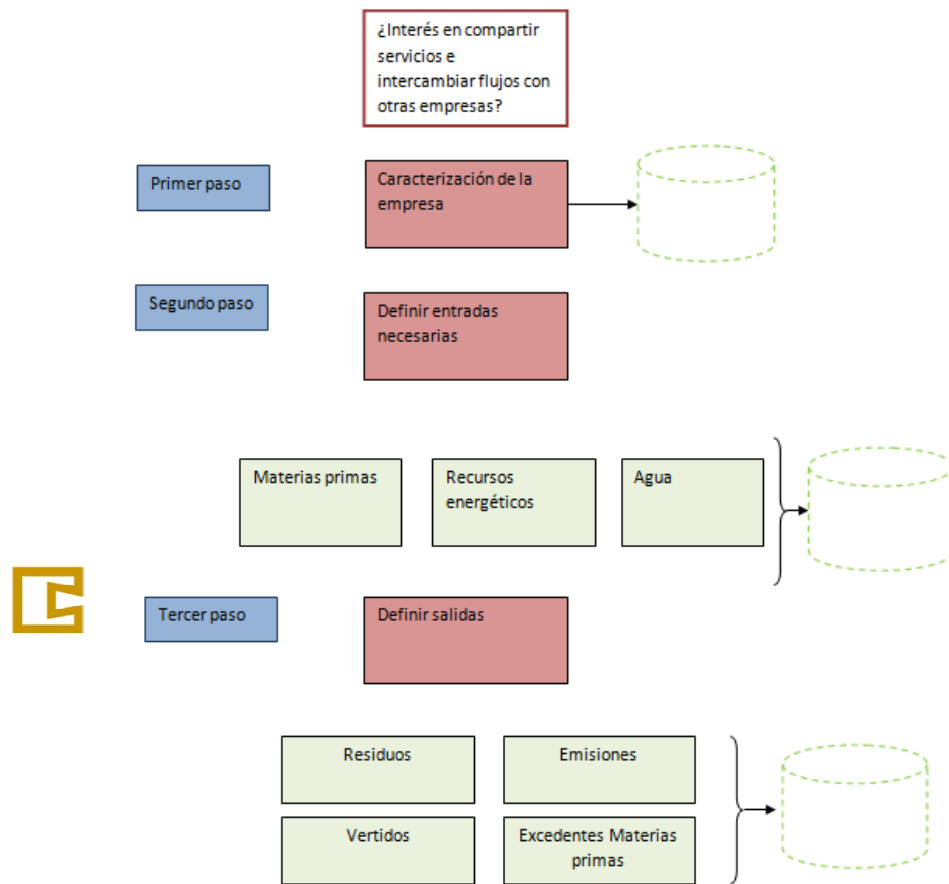 ¿Interés en compartir
servicios e
intercambiar flujos con
otras empresas?
Primer paso
Caracterización de la
empresa
Segundo paso
Definir entradas
necesarias
Materias primas
Recursos
energéticos
Agua
Tercer paso
Definir salidas
Residuos
Emisiones
Vertidos
Excedentes Materias
primas